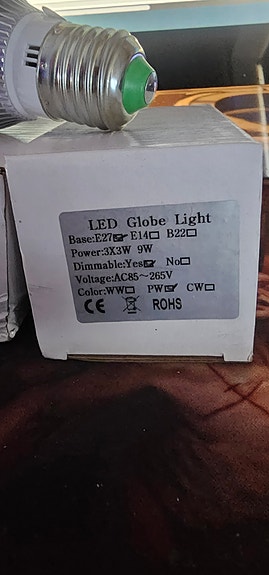 LED Globe Light
Base:E27☑ E14☐ B22☐
Power:3X3W 9W
Dimmable:Yes☑ No☐
Voltage:AC85～265V
Color:WW☐ PW☑ CW☐
CE ROHS